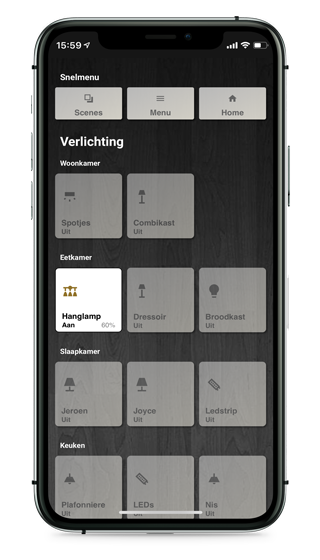 15:59
Snelmenu
Scenes Menu Home
Verlichting
Woonkamer
Spotjes Combikast
Uit Uit
Eetkamer
Hanglamp Dressoir Broodkast
Aan 60% Uit Uit
Slaapkamer
Jeroen Joyce Ledstrip
Uit Uit Uit
Keuken
Plafonniere LEDs Nis
Uit Uit Uit